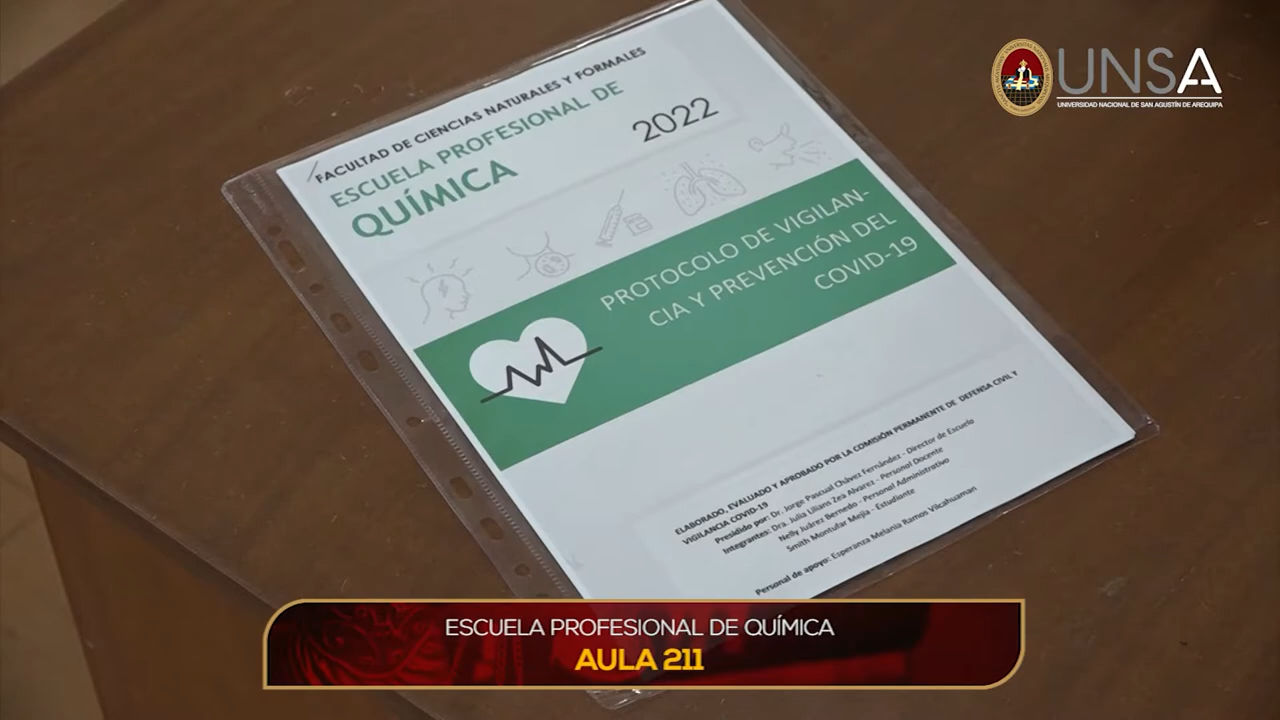 UNSA
UNIVERSIDAD NACIONAL DE SAN AGUSTÍN DE AREQUIPA
FACULTAD DE CIENCIAS NATURALES Y FORMALES
ESCUELA PROFESIONAL DE
QUÍMICA
2022
PROTOCOLO DE VIGILAN-
CIA Y PREVENCIÓN DEL
COVID-19
ELABORADO, EVALUADO Y APROBADO POR LA COMISIÓN PERMANENTE DE DEFENSA CIVIL Y
VIGILANCIA COVID-19
Presidido por: Dr. Jorge Pascual Chávez Fernández - Director de Escuela
Integrantes: Dra. Julia Lilians Zea Alvarez - Personal Docente
Nelly Juárez Bernedo - Personal Administrativo
Smith Montufar Mejia - Estudiante
Personal de apoyo: Esperanza Melania Ramos Vilcahuaman
ESCUELA PROFESIONAL DE QUÍMICA
AULA 211